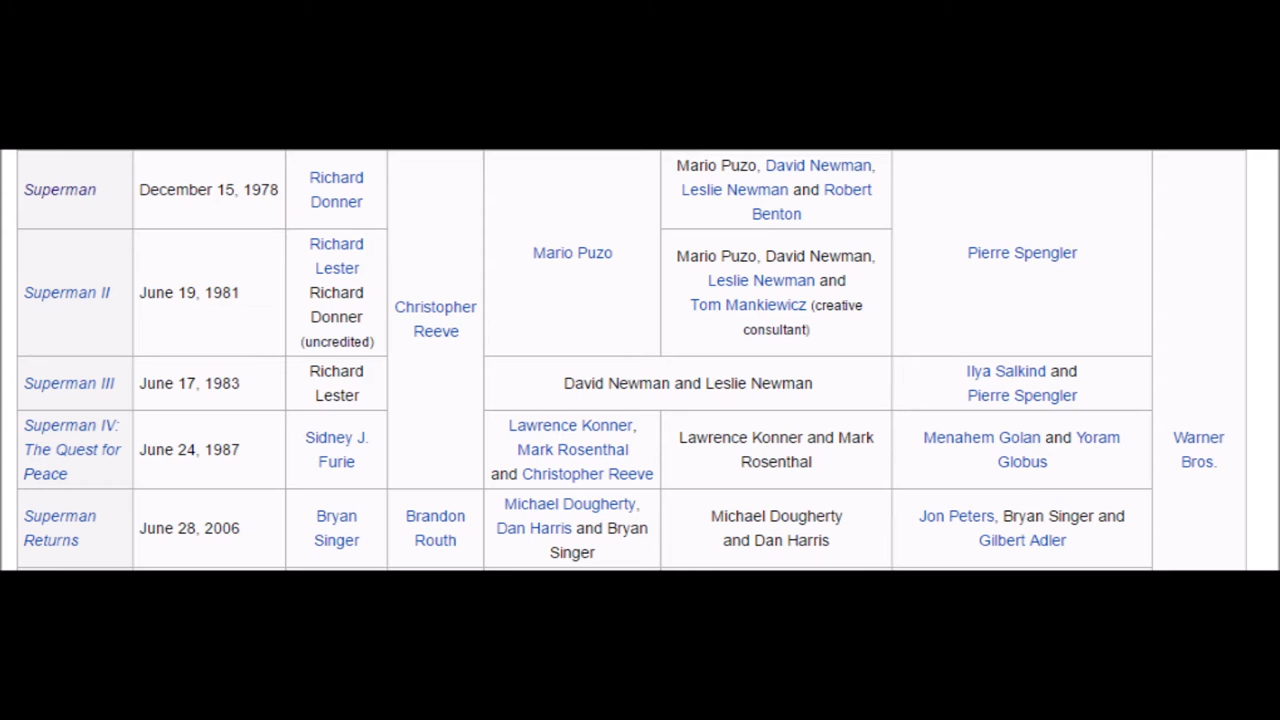 Superman
December 15, 1978
Richard
Donner
Christopher
Reeve
Mario Puzo
Mario Puzo, David Newman,
Leslie Newman and Robert
Benton
Pierre Spengler
Warner
Bros.
Superman II
June 19, 1981
Richard
Lester
Richard
Donner
(uncredited)
Mario Puzo, David Newman,
Leslie Newman and
Tom Mankiewicz (creative
consultant)
Superman III
June 17, 1983
Richard
Lester
David Newman and Leslie Newman
Ilya Salkind and
Pierre Spengler
Superman IV:
The Quest for
Peace
June 24, 1987
Sidney J.
Furie
Lawrence Konner,
Mark Rosenthal
and Christopher Reeve
Lawrence Konner and Mark
Rosenthal
Menahem Golan and Yoram
Globus
Superman
Returns
June 28, 2006
Bryan
Singer
Brandon
Routh
Michael Dougherty,
Dan Harris and Bryan
Singer
Michael Dougherty
and Dan Harris
Jon Peters, Bryan Singer and
Gilbert Adler